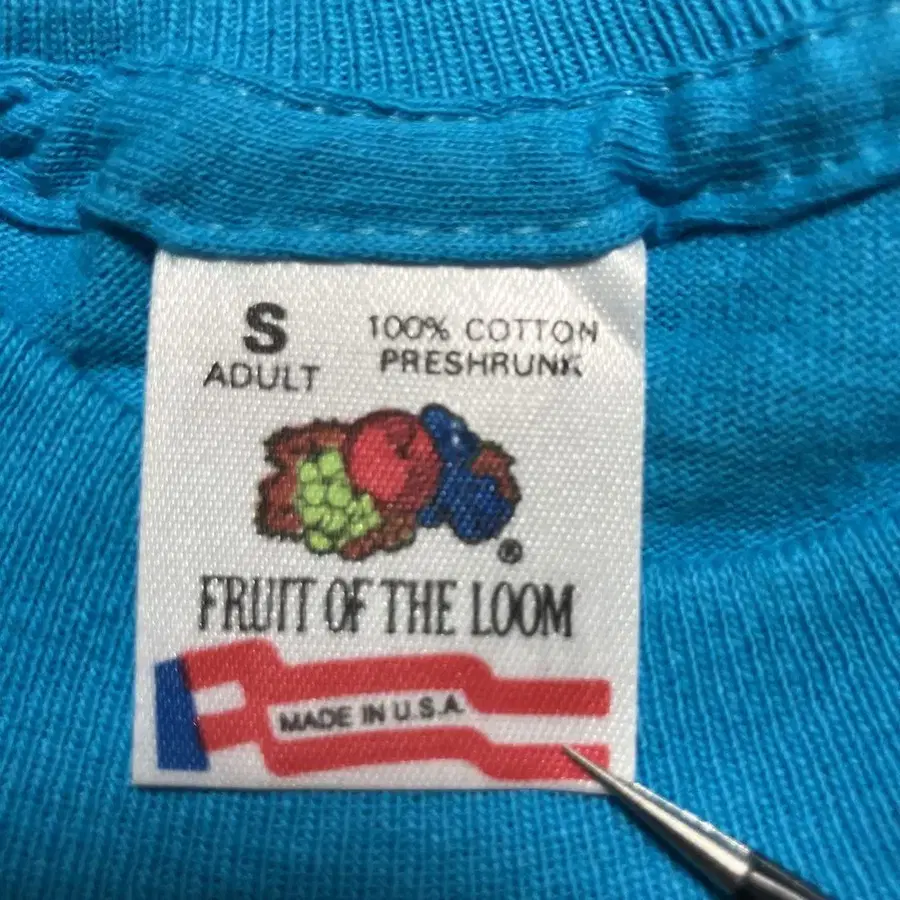 S
ADULT
100% COTTON
PRESHRUNK
®
FRUIT OF THE LOOM
MADE IN U.S.A.